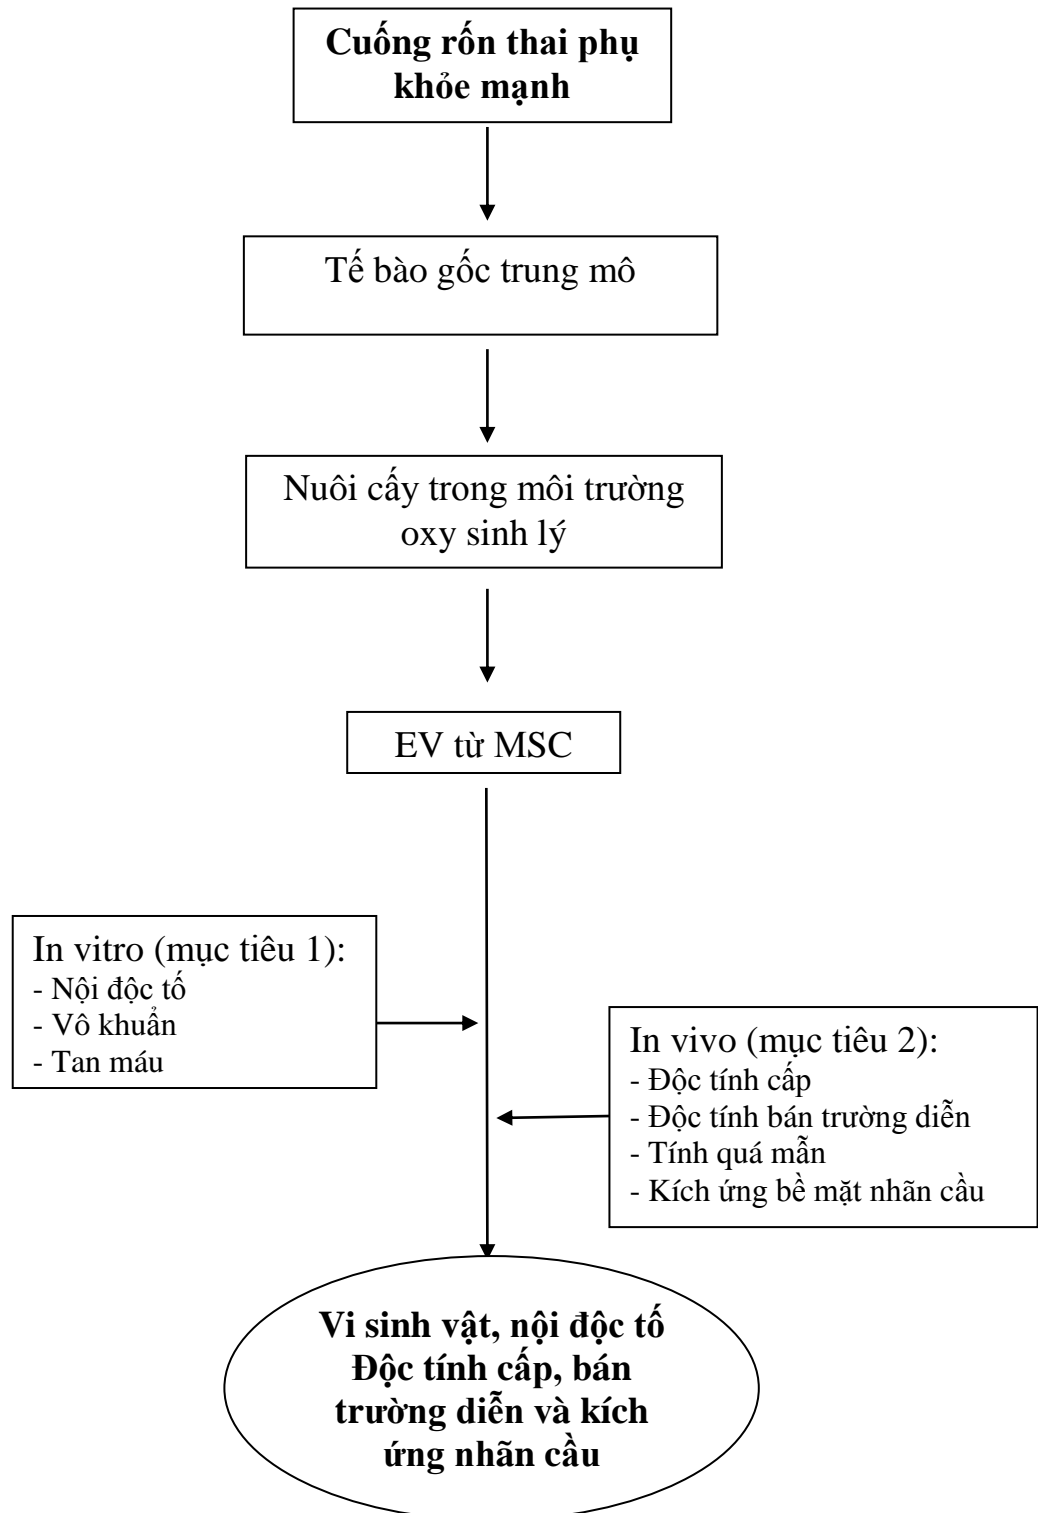 Cuống rốn thai phụ
khỏe mạnh
Tế bào gốc trung mô
Nuôi cấy trong môi trường
oxy sinh lý
EV từ MSC
In vitro (mục tiêu 1):
- Nội độc tố
- Vô khuẩn
- Tan máu
In vivo (mục tiêu 2):
- Độc tính cấp
- Độc tính bán trường diễn
- Tính quá mẫn
- Kích ứng bề mặt nhãn cầu
Vi sinh vật, nội độc tố
Độc tính cấp, bán
trường diễn và kích
ứng nhãn cầu